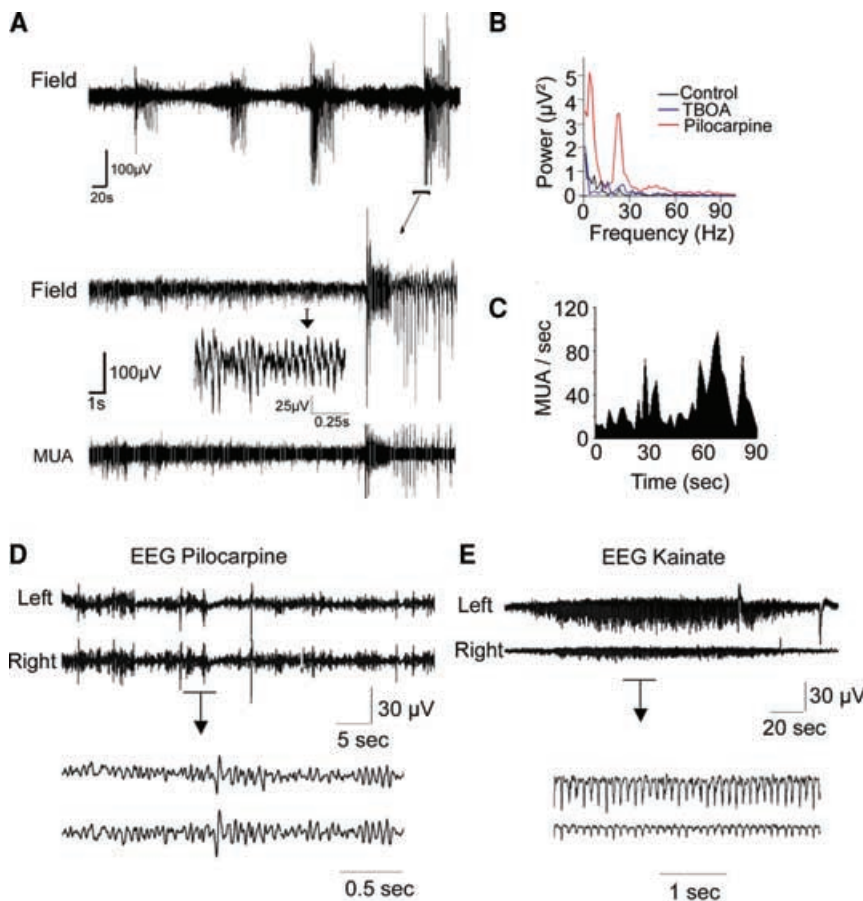 A
Field
100µV
20s
Field
100µV
1s
25µV
0.25s
MUA
B
5
4
3
2
1
0
Power (µV²)
Control
TBOA
Pilocarpine
0 30 60 90
Frequency (Hz)
C
120
80
40
0
MUA / sec
0 30 60 90
Time (sec)
D
EEG Pilocarpine
Left
Right
30 µV
5 sec
0.5 sec
E
EEG Kainate
Left
Right
30 µV
20 sec
1 sec